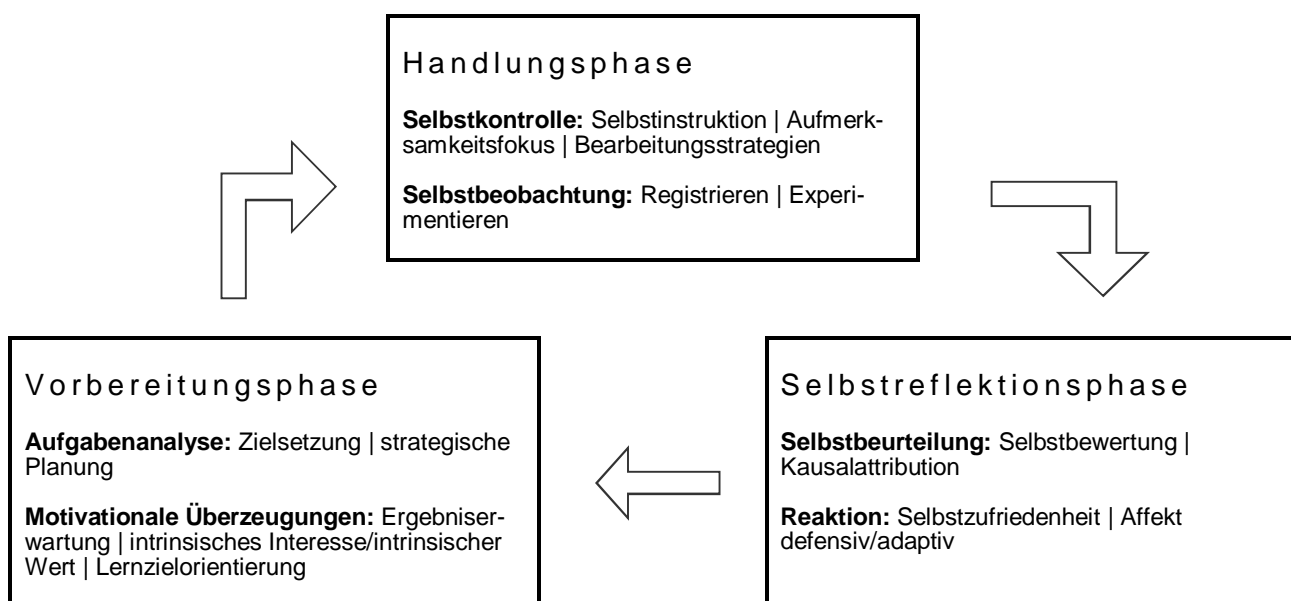 Handlungsphase
Selbstkontrolle: Selbstinstruktion | Aufmerk-
samkeitsfokus | Bearbeitungsstrategien
Selbstbeobachtung: Registrieren | Experi-
mentieren
Vorbereitungsphase
Aufgabenanalyse: Zielsetzung | strategische
Planung
Motivationale Überzeugungen: Ergebniser-
wartung | intrinsisches Interesse/intrinsischer
Wert | Lernzielorientierung
Selbstreflektionsphase
Selbstbeurteilung: Selbstbewertung |
Kausalattribution
Reaktion: Selbstzufriedenheit | Affekt
defensiv/adaptiv